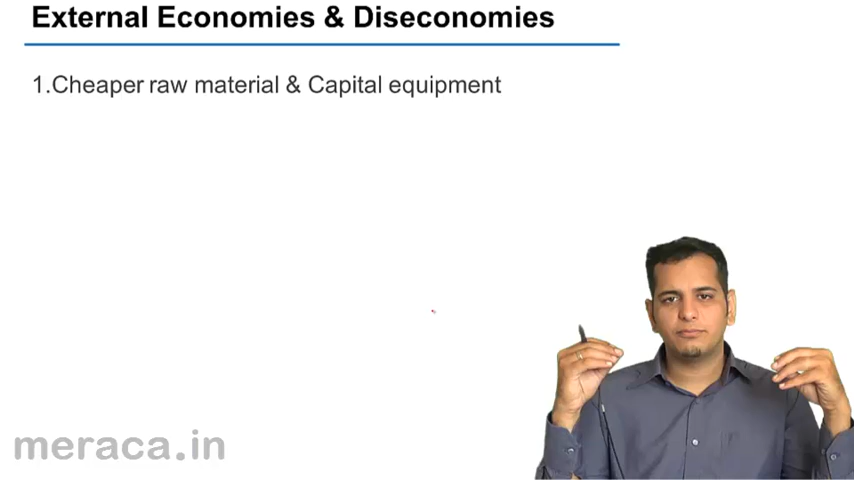 External Economies & Diseconomies
1.Cheaper raw material & Capital equipment
meraca.in